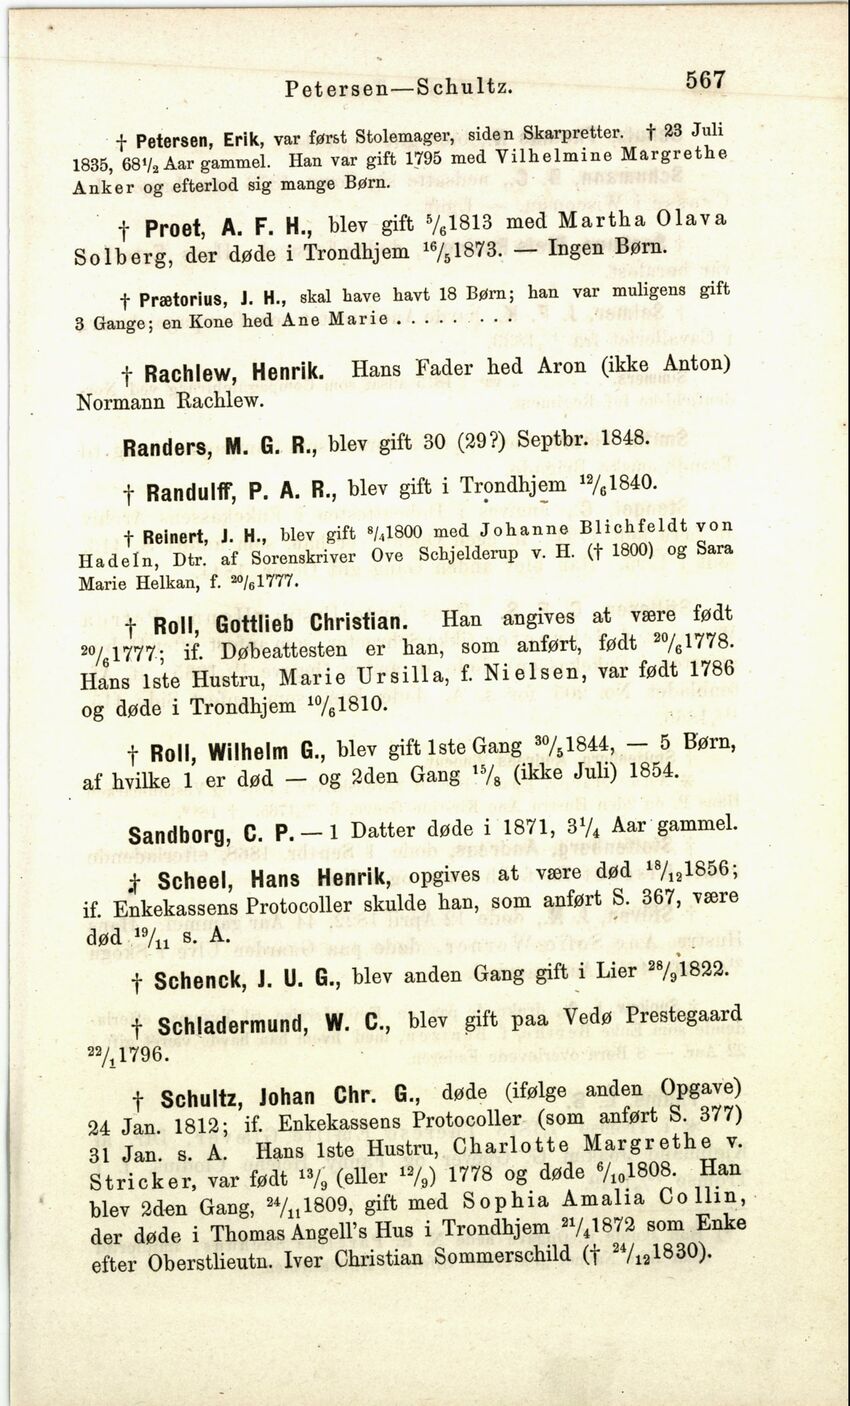 Petersen—Schultz. 567
† Petersen, Erik, var først Stolemager, siden Skarpretter. † 23 Juli
1835, 68½ Aar gammel. Han var gift 1795 med Vilhelmine Margrethe
Anker og efterlod sig mange Børn.
† Proet, A. F. H., blev gift 5/6 1813 med Martha Olava
Solberg, der døde i Trondhjem 16/5 1873. — Ingen Børn.
† Prætorius, J. H., skal have havt 18 Børn; han var muligens gift
3 Gange; en Kone hed Ane Marie . . . . . . . .
† Rachlew, Henrik. Hans Fader hed Aron (ikke Anton)
Normann Rachlew.
Randers, M. G. R., blev gift 30 (29?) Septbr. 1848.
† Randulff, P. A. R., blev gift i Trondhjem 12/6 1840.
† Reinert, J. H., blev gift 8/4 1800 med Johanne Blichfeldt von
Hadeln, Dtr. af Sorenskriver Ove Schjelderup v. H. († 1800) og Sara
Marie Helkan, f. 20/6 1777.
† Roll, Gottlieb Christian. Han angives at være født
20/6 1777; if. Døbeattesten er han, som anført, født 20/6 1778.
Hans 1ste Hustru, Marie Ursilla, f. Nielsen, var født 1786
og døde i Trondhjem 10/6 1810.
† Roll, Wilhelm G., blev gift 1ste Gang 30/5 1844, — 5 Børn,
af hvilke 1 er død — og 2den Gang 15/8 (ikke Juli) 1854.
Sandborg, C. P. — 1 Datter døde i 1871, 3¼ Aar gammel.
† Scheel, Hans Henrik, opgives at være død 18/12 1856;
if. Enkekassens Protocoller skulde han, som anført S. 367, være
død 19/11 s. A.
† Schenck, J. U. G., blev anden Gang gift i Lier 28/9 1822.
† Schladermund, W. C., blev gift paa Vedø Prestegaard
22/1 1796.
† Schultz, Johan Chr. G., døde (ifølge anden Opgave)
24 Jan. 1812; if. Enkekassens Protocoller (som anført S. 377)
31 Jan. s. A. Hans 1ste Hustru, Charlotte Margrethe v.
Stricker, var født 13/9 (eller 12/9) 1778 og døde 6/10 1808. Han
blev 2den Gang, 24/11 1809, gift med Sophia Amalia Collin,
der døde i Thomas Angell's Hus i Trondhjem 21/4 1872 som Enke
efter Oberstlieutn. Iver Christian Sommerschild († 24/12 1830).